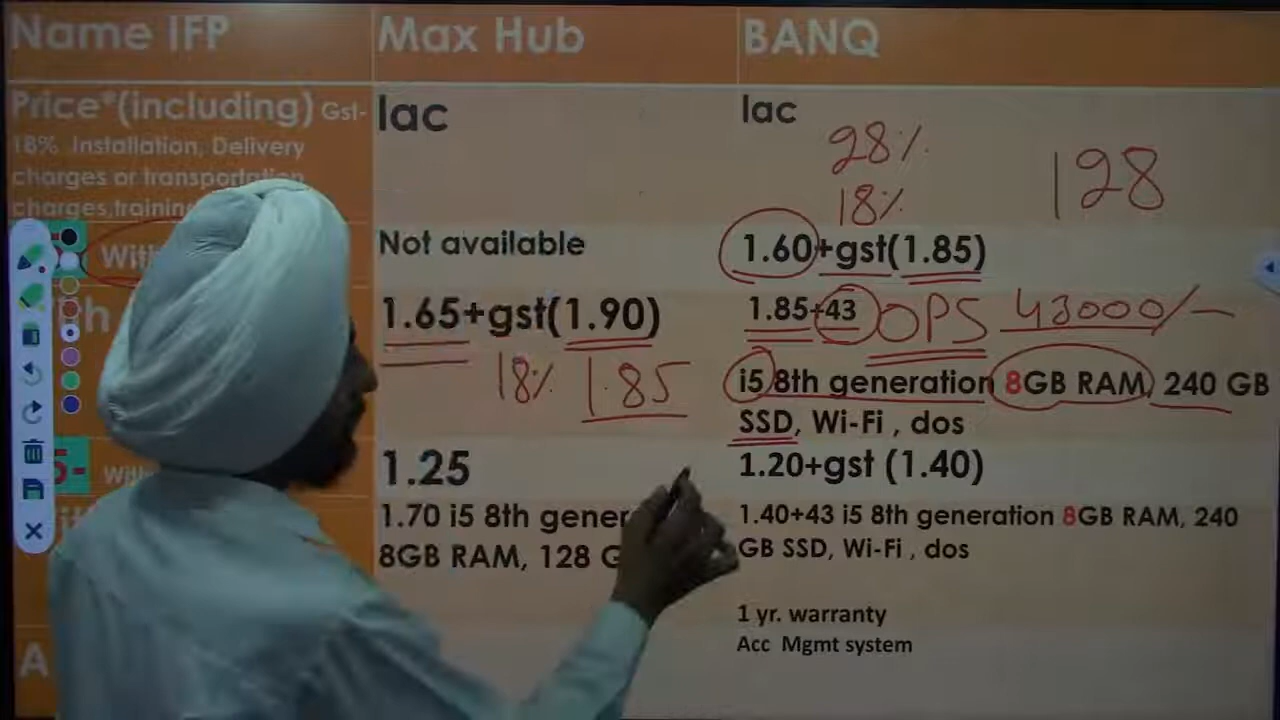 Name IFP
Max Hub
BANQ
Price*(including) Gst-
18% Installation, Delivery
charges or transportation
charges,training
lac
lac
28%
18%
128
Not available
1.60+gst(1.85)
1.65+gst(1.90)
1.85+43 OPS 43000/-
18% 1.85
i5 8th generation 8GB RAM, 240 GB
SSD, Wi-Fi , dos
5-
1.25
1.20+gst (1.40)
1.70 i5 8th gener
8GB RAM, 128 G
1.40+43 i5 8th generation 8GB RAM, 240
GB SSD, Wi-Fi , dos
1 yr. warranty
Acc Mgmt system
A